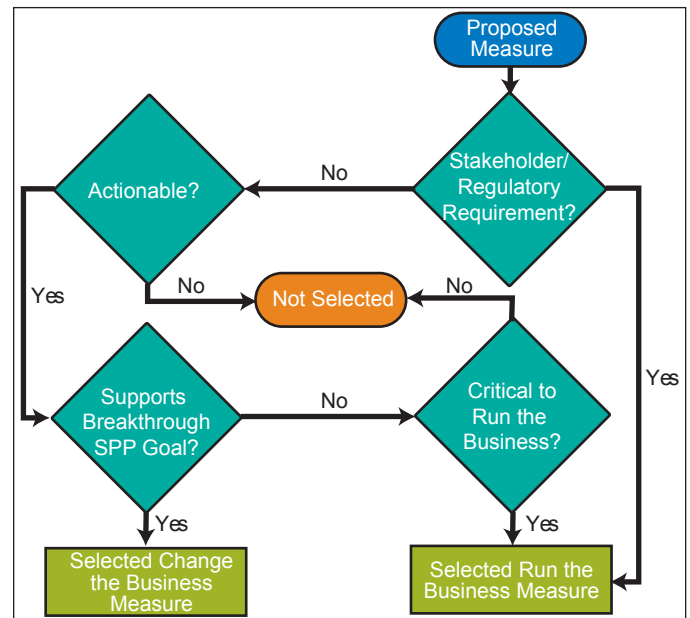 Proposed
Measure
Stakeholder/
Regulatory
Requirement?
No
Actionable?
No
Not Selected
No
Yes
Yes
Supports
Breakthrough
SPP Goal?
No
Critical to
Run the
Business?
Yes
Yes
Selected Change
the Business
Measure
Selected Run the
Business Measure